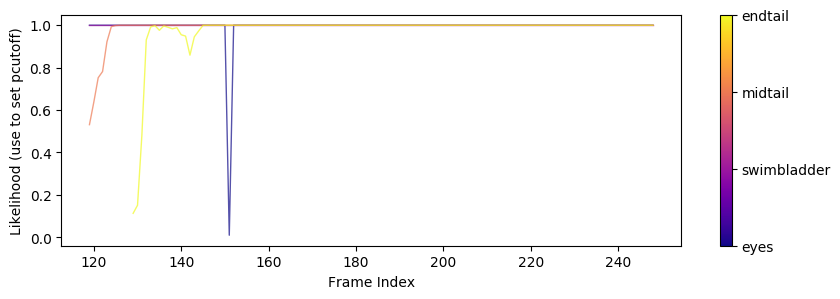 Likelihood (use to set pcutoff)
1.0
0.8
0.6
0.4
0.2
0.0
120
140
160
180
200
220
240
Frame Index
endtail
midtail
swimbladder
eyes